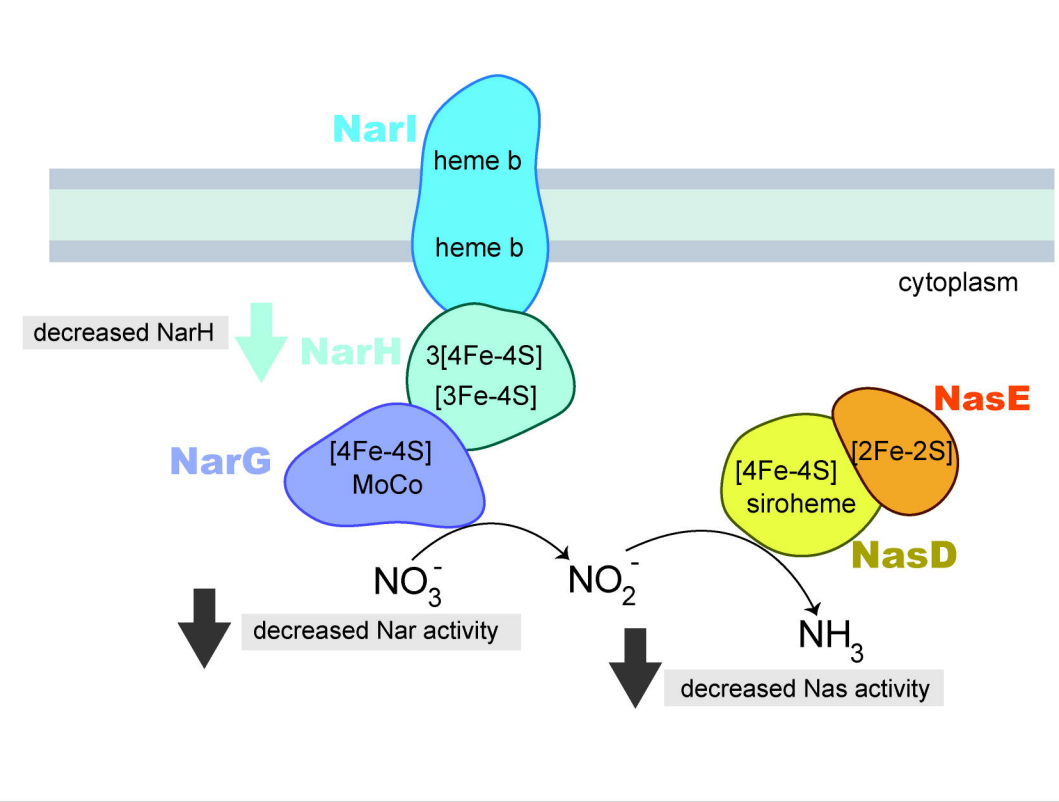 NarI
heme b
heme b
cytoplasm
decreased NarH
NarH
3[4Fe-4S]
[3Fe-4S]
NarG
[4Fe-4S]
MoCo
NasE
[2Fe-2S]
[4Fe-4S]
siroheme
NasD
NO3-
NO2-
NH3
decreased Nar activity
decreased Nas activity